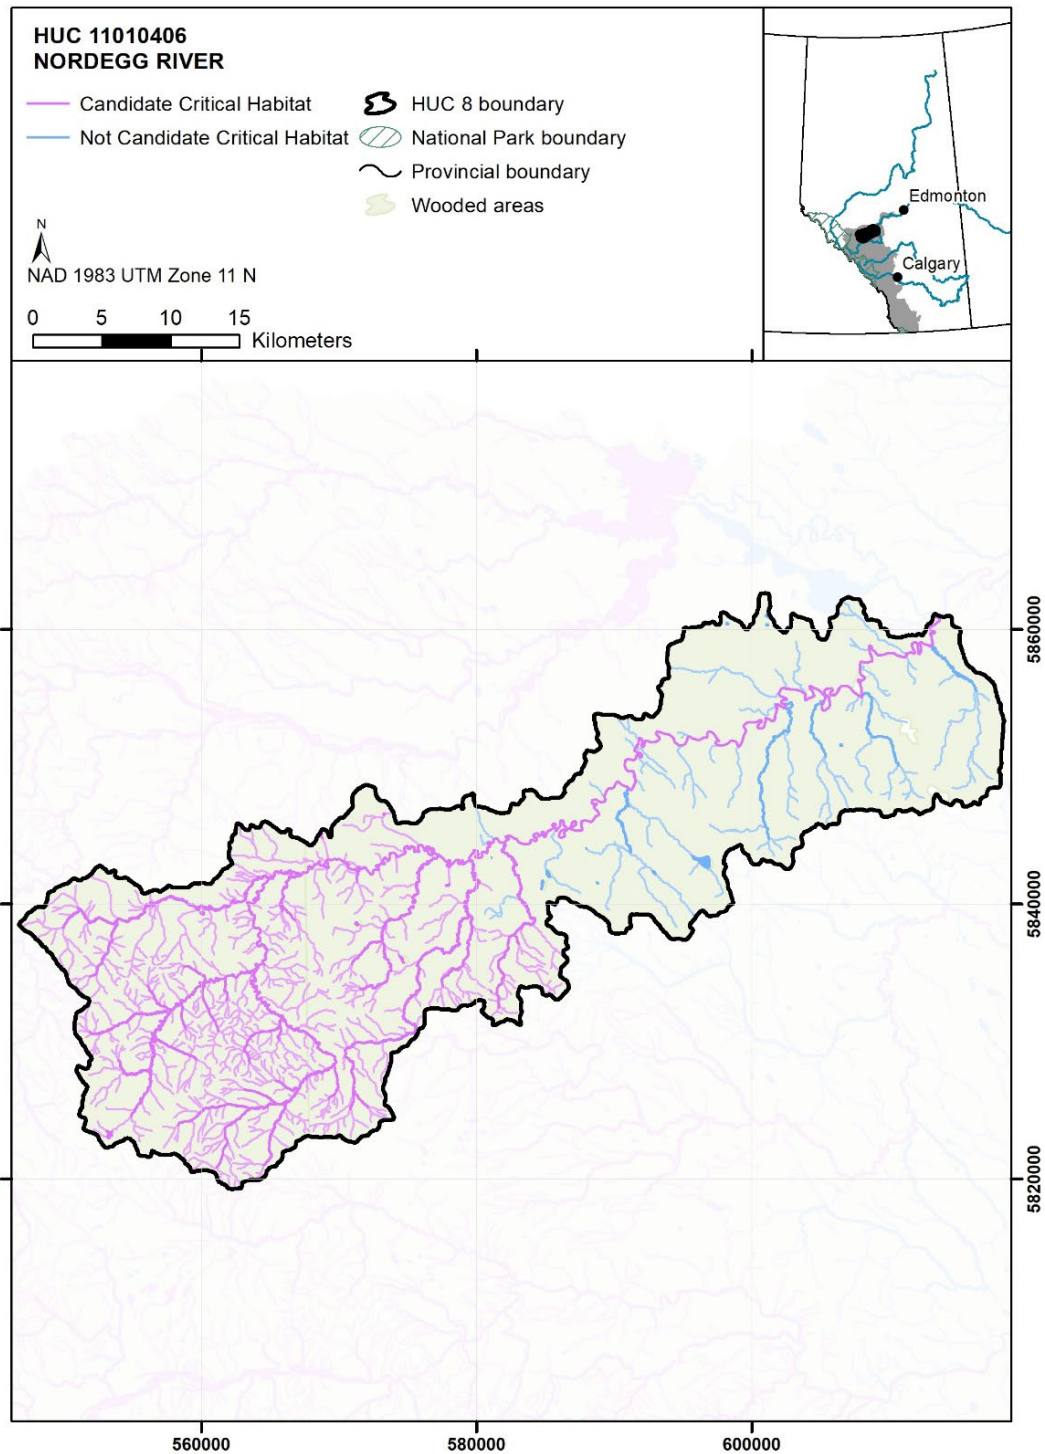 HUC 11010406
NORDEGG RIVER
Candidate Critical Habitat
Not Candidate Critical Habitat
HUC 8 boundary
National Park boundary
Provincial boundary
Wooded areas
N
NAD 1983 UTM Zone 11 N
0 5 10 15
Kilometers
Edmonton
Calgary
5860000
5840000
5820000
560000 580000 600000